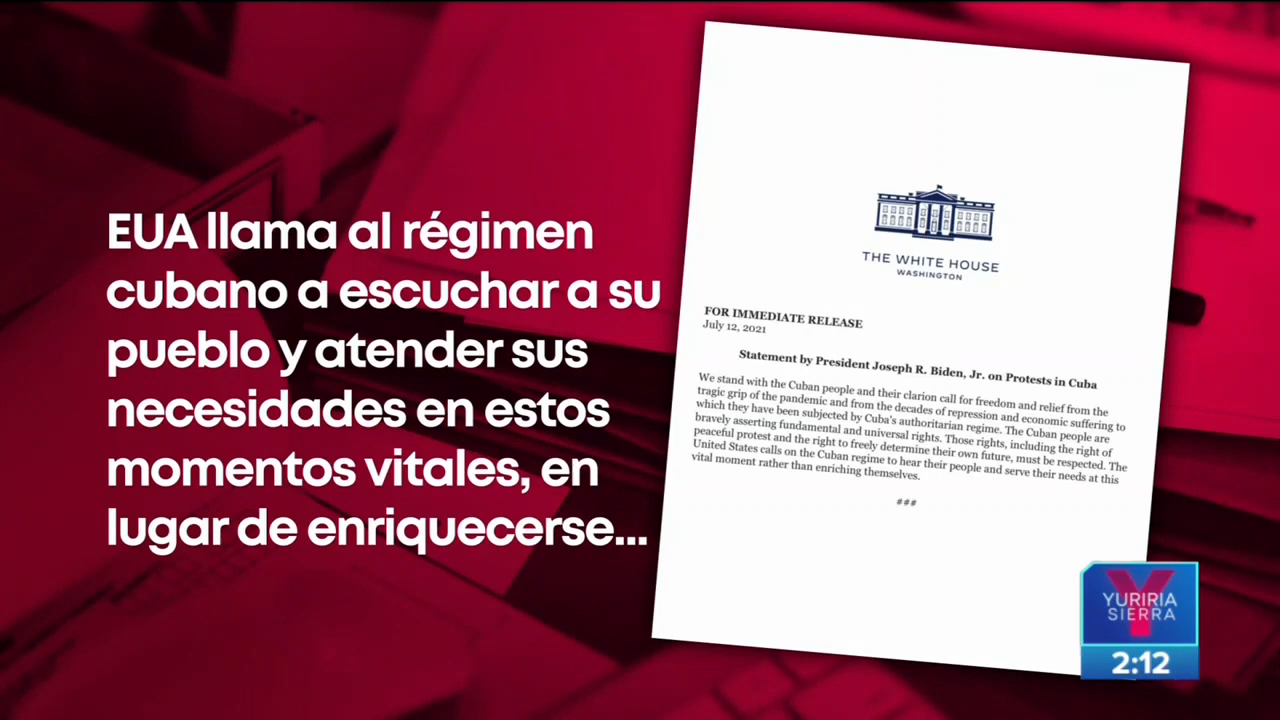 EUA llama al régimen
cubano a escuchar a su
pueblo y atender sus
necesidades en estos
momentos vitales, en
lugar de enriquecerse...
THE WHITE HOUSE
WASHINGTON
FOR IMMEDIATE RELEASE
July 12, 2021
Statement by President Joseph R. Biden, Jr. on Protests in Cuba
We stand with the Cuban people and their clarion call for freedom and relief from the
tragic grip of the pandemic and from the decades of repression and economic suffering to
which they have been subjected by Cuba's authoritarian regime. The Cuban people are
bravely asserting fundamental and universal rights. Those rights, including the right of
peaceful protest and the right to freely determine their own future, must be respected. The
United States calls on the Cuban regime to hear their people and serve their needs at this
vital moment rather than enriching themselves.
###
Y
YURIRIA
SIERRA
2:12